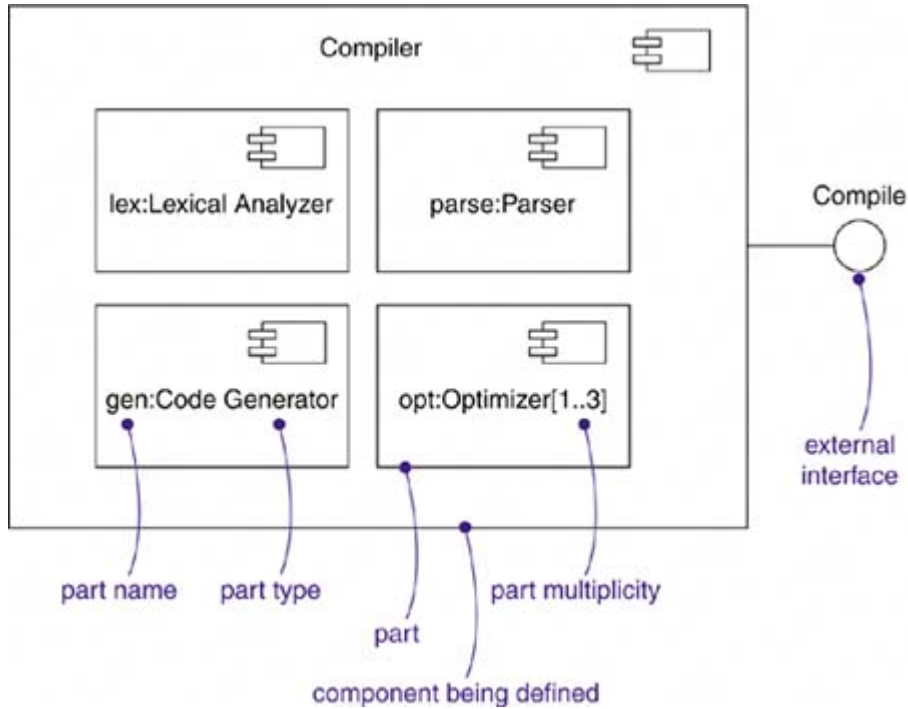 Compiler
lex:Lexical Analyzer
parse:Parser
Compile
gen:Code Generator
opt:Optimizer[1..3]
external
interface
part name
part type
part multiplicity
part
component being defined